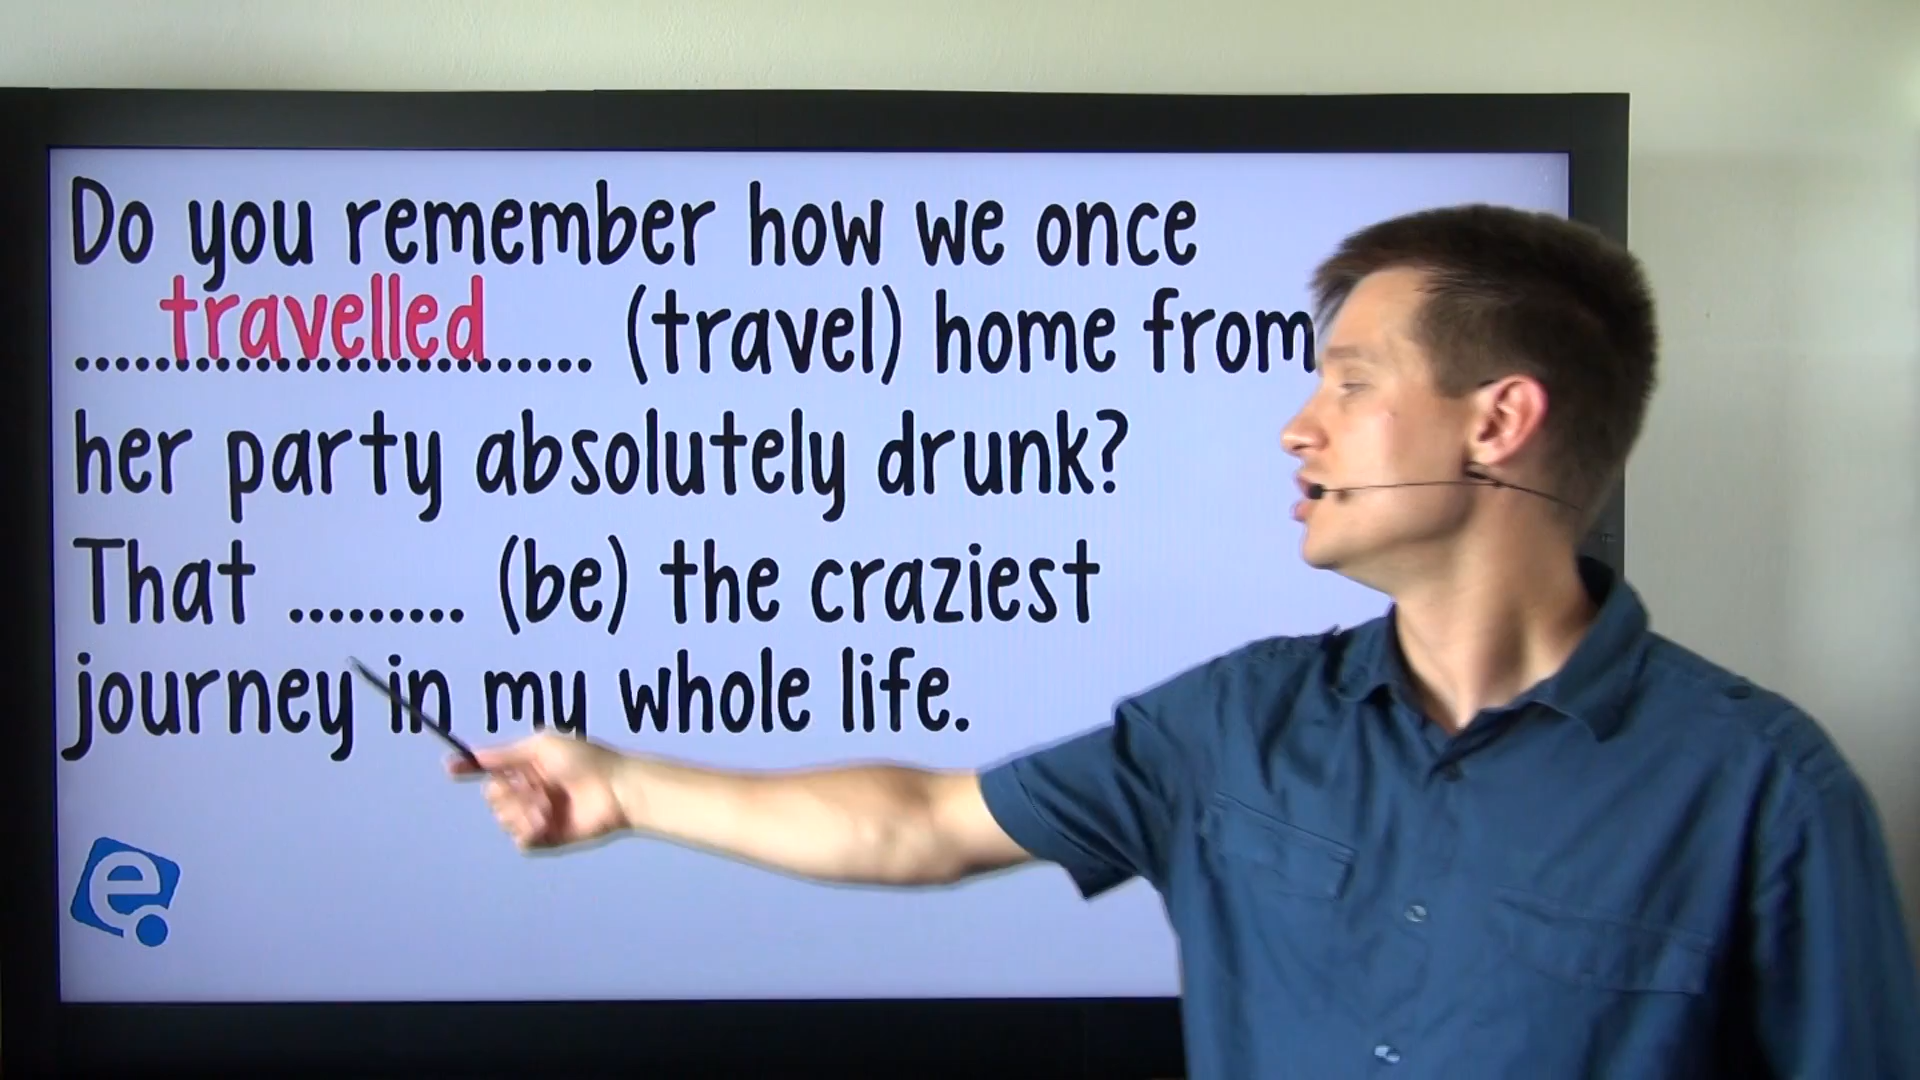 Do you remember how we once
....travelled.... (travel) home from
her party absolutely drunk?
That ......... (be) the craziest
journey in my whole life.
e